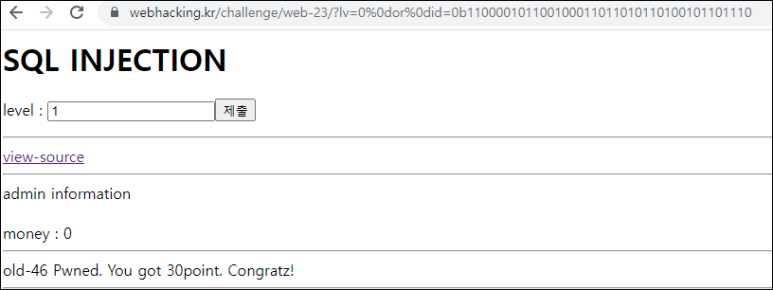 webhacking.kr/challenge/web-23/?lv=0%0dor%0did=0b110000101100100011011010110100101101110
SQL INJECTION
level : 1 제출
view-source
admin information
money : 0
old-46 Pwned. You got 30point. Congratz!